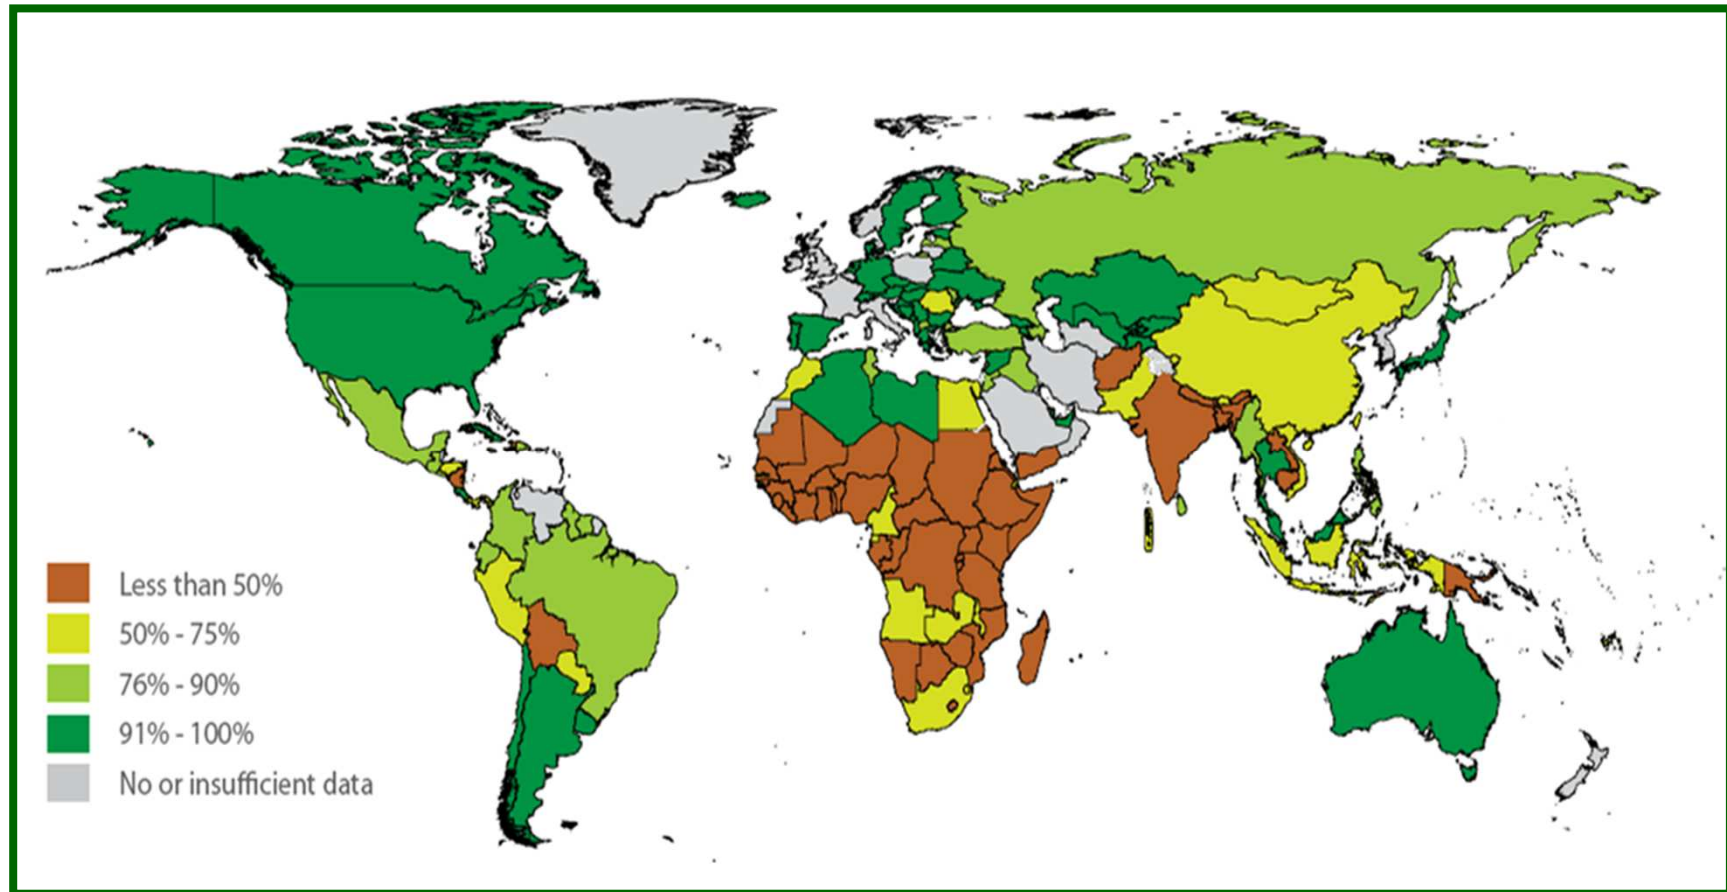 Less than 50%
50% - 75%
76% - 90%
91% - 100%
No or insufficient data